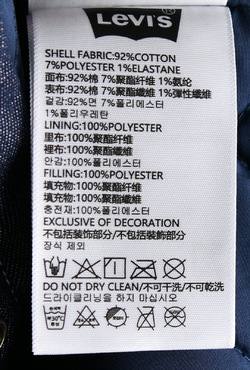 LEVI'S
SHELL FABRIC:92%COTTON
7%POLYESTER 1%ELASTANE
面布:92%棉 7%聚酯纤维 1%氨纶
表布:92%棉 7%聚酯纖維 1%彈性纖維
겉감:92%면 7%폴리에스터
1%폴리우레탄
LINING:100%POLYESTER
里布:100%聚酯纤维
裡布:100%聚酯纖維
안감:100%폴리에스터
FILLING:100%POLYESTER
填充物:100%聚酯纤维
填充物:100%聚酯纖維
충전재:100%폴리에스터
EXCLUSIVE OF DECORATION
不包括装饰部分/不包括裝飾部分
장식 제외
DO NOT DRY CLEAN/不可干洗/不可乾洗
드라이클리닝을 하지 마십시오
약 30℃